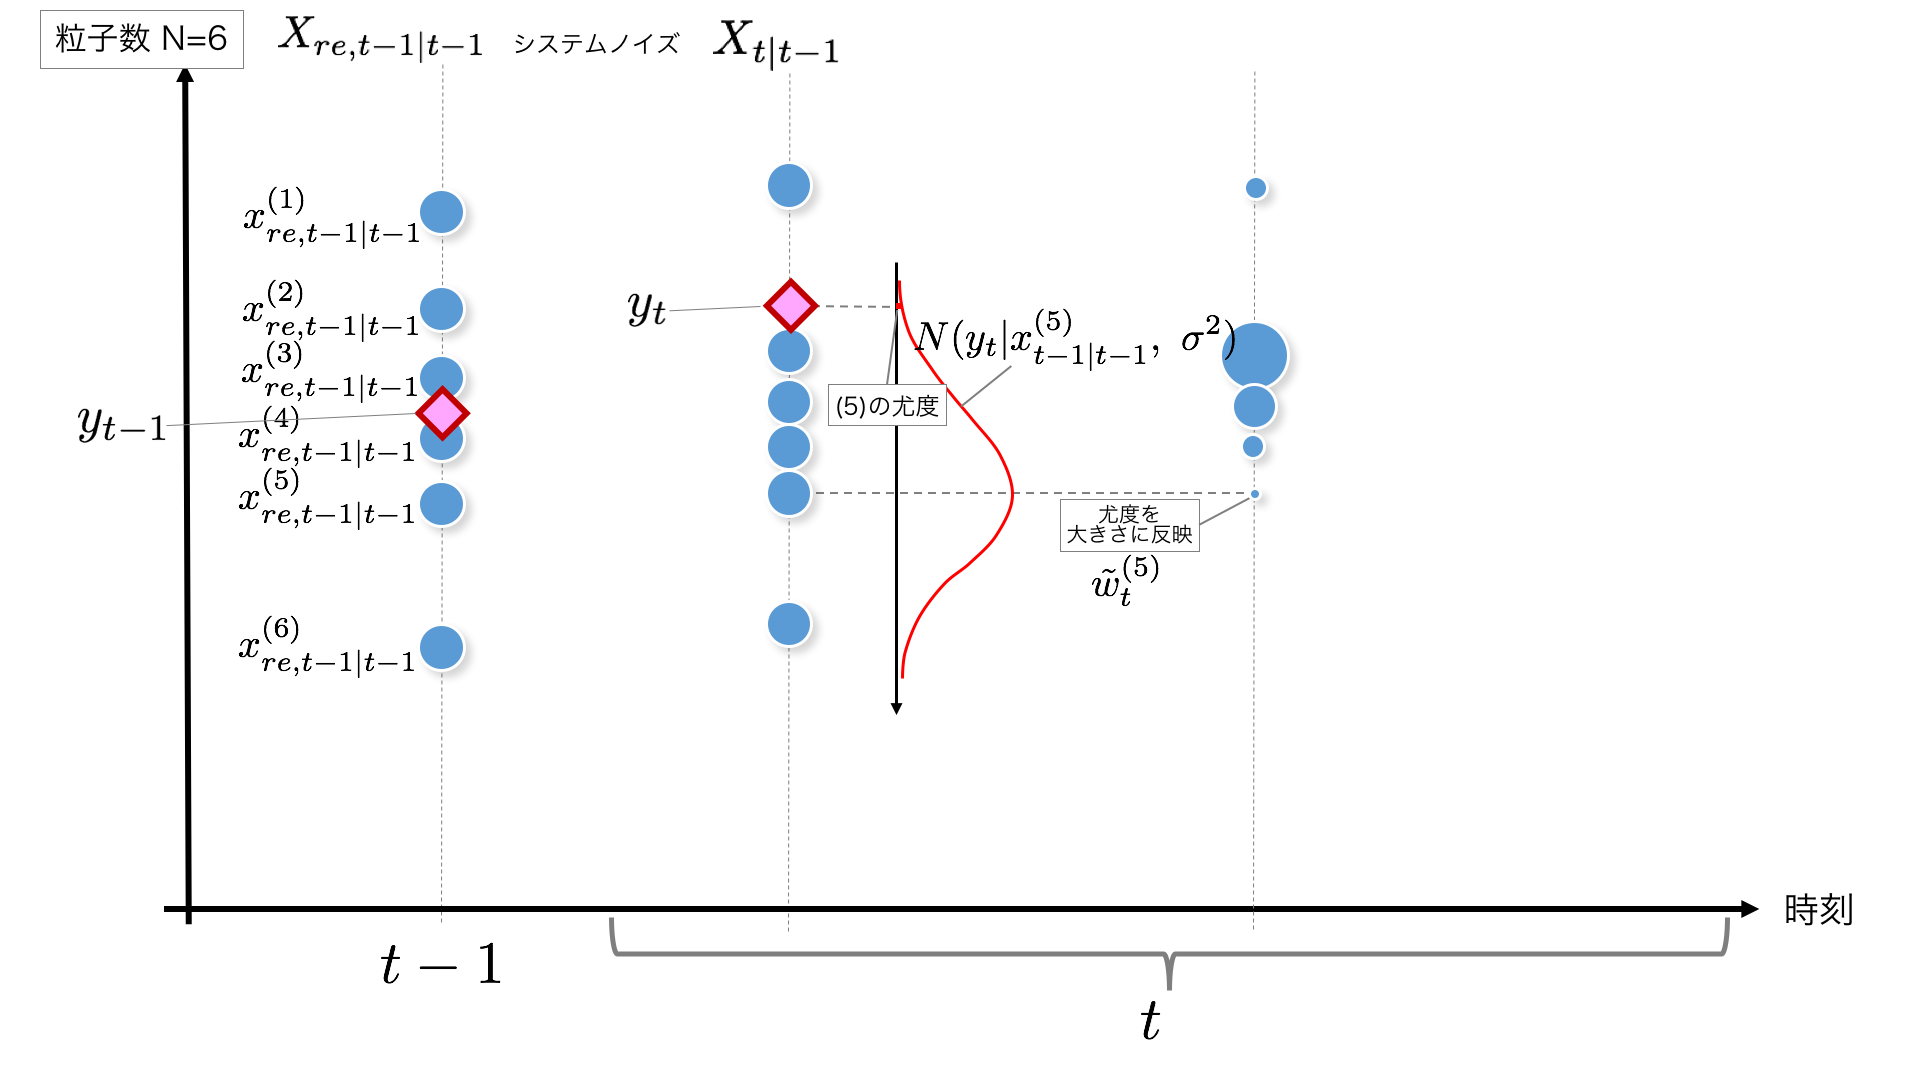 粒子数 N=6
X_{re,t−1|t−1}
システムノイズ
X_{t|t−1}
x^{(1)}_{re,t−1|t−1}
x^{(2)}_{re,t−1|t−1}
x^{(3)}_{re,t−1|t−1}
y_{t−1}
x^{(4)}_{re,t−1|t−1}
x^{(5)}_{re,t−1|t−1}
x^{(6)}_{re,t−1|t−1}
y_t
N(y_t|x^{(5)}_{t−1|t−1}, σ^2)
(5)の尤度
尤度を
大きさに反映
w̃^{(5)}_t
時刻
t − 1
t